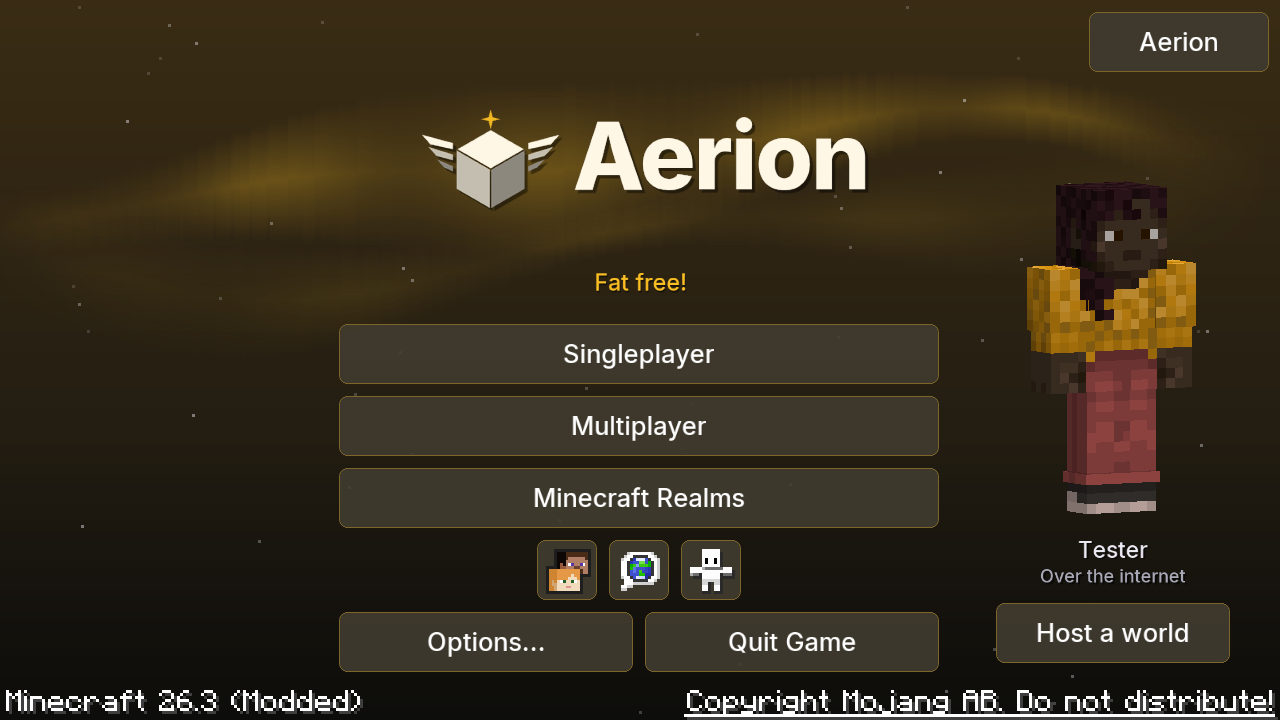 Aerion
Aerion
Fat free!
Singleplayer
Multiplayer
Minecraft Realms
Options...
Quit Game
Tester
Over the internet
Host a world
Minecraft 26.3 (Modded)
Copyright Mojang AB. Do not distribute!